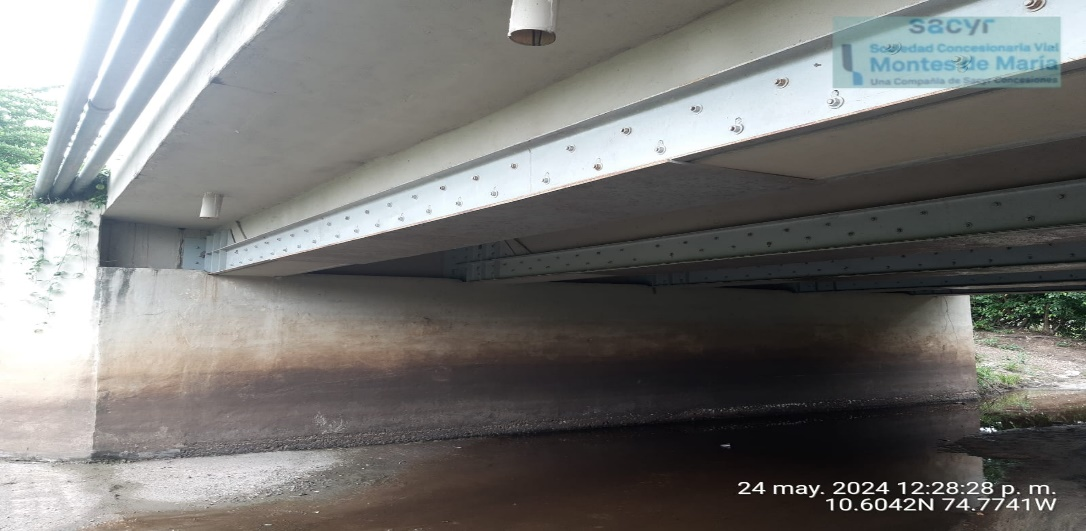 sacyr
Sociedad Concesionaria Vial
Montes de María
Una Compañía de Sacyr Concesiones
24 may. 2024 12:28:28 p. m.
10.6042N 74.7741W